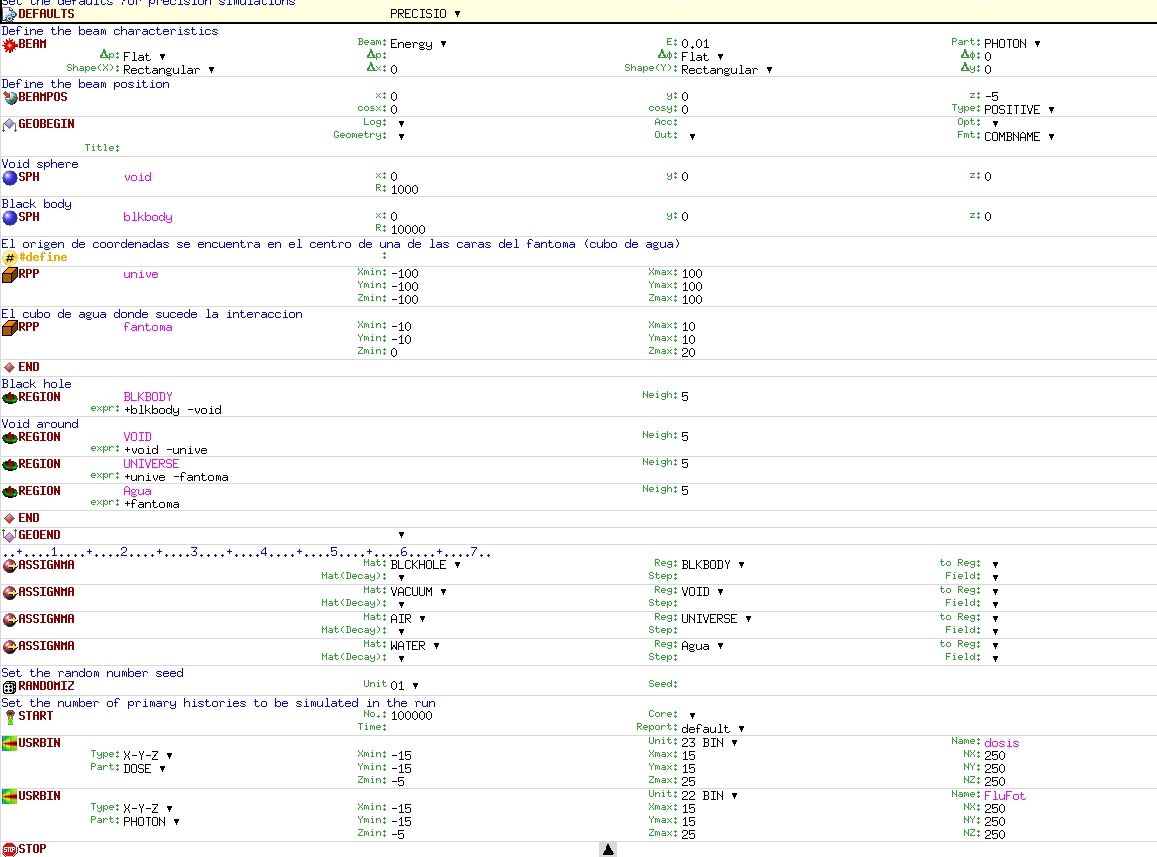 Set the defaults for precision simulations
DEFAULTS PRECISIO ▼
Define the beam characteristics
BEAM Beam: Energy ▼ E: 0.01 Part: PHOTON ▼
Δp: Flat ▼ Δp: Δϕ: Flat ▼ Δϕ: 0
Shape(X): Rectangular ▼ Δx: 0 Shape(Y): Rectangular ▼ Δy: 0
Define the beam position
BEAMPOS x: 0 y: 0 z: -5
cosx: 0 cosy: 0 Type: POSITIVE ▼
GEOBEGIN Log: ▼ Acc: Opt: ▼
Geometry: ▼ Out: ▼ Fmt: COMBNAME ▼
Title:
Void sphere
SPH void x: 0 y: 0 z: 0
R: 1000
Black body
SPH blkbody x: 0 y: 0 z: 0
R: 10000
El origen de coordenadas se encuentra en el centro de una de las caras del fantoma (cubo de agua)
# #define :
RPP unive Xmin: -100 Xmax: 100
Ymin: -100 Ymax: 100
Zmin: -100 Zmax: 100
El cubo de agua donde sucede la interaccion
RPP fantoma Xmin: -10 Xmax: 10
Ymin: -10 Ymax: 10
Zmin: 0 Zmax: 20
END
Black hole
REGION BLKBODY Neigh: 5
expr: +blkbody -void
Void around
REGION VOID Neigh: 5
expr: +void -unive
REGION UNIVERSE Neigh: 5
expr: +unive -fantoma
REGION Agua Neigh: 5
expr: +fantoma
END
GEOEND ▼
..+....1....+....2....+....3....+....4....+....5....+....6....+....7..
ASSIGNMA Mat: BLCKHOLE ▼ Reg: BLKBODY ▼ to Reg: ▼
Mat(Decay): ▼ Step: Field: ▼
ASSIGNMA Mat: VACUUM ▼ Reg: VOID ▼ to Reg: ▼
Mat(Decay): ▼ Step: Field: ▼
ASSIGNMA Mat: AIR ▼ Reg: UNIVERSE ▼ to Reg: ▼
Mat(Decay): ▼ Step: Field: ▼
ASSIGNMA Mat: WATER ▼ Reg: Agua ▼ to Reg: ▼
Mat(Decay): ▼ Step: Field: ▼
Set the random number seed
RANDOMIZ Unit 01 ▼ Seed:
Set the number of primary histories to be simulated in the run
START No.: 100000 Core: ▼
Time: Report: default ▼
USRBIN Unit: 23 BIN ▼ Name: dosis
Type: X-Y-Z ▼ Xmin: -15 Xmax: 15 NX: 250
Part: DOSE ▼ Ymin: -15 Ymax: 15 NY: 250
Zmin: -5 Zmax: 25 NZ: 250
USRBIN Unit: 22 BIN ▼ Name: FluFot
Type: X-Y-Z ▼ Xmin: -15 Xmax: 15 NX: 250
Part: PHOTON ▼ Ymin: -15 Ymax: 15 NY: 250
Zmin: -5 Zmax: 25 NZ: 250
STOP